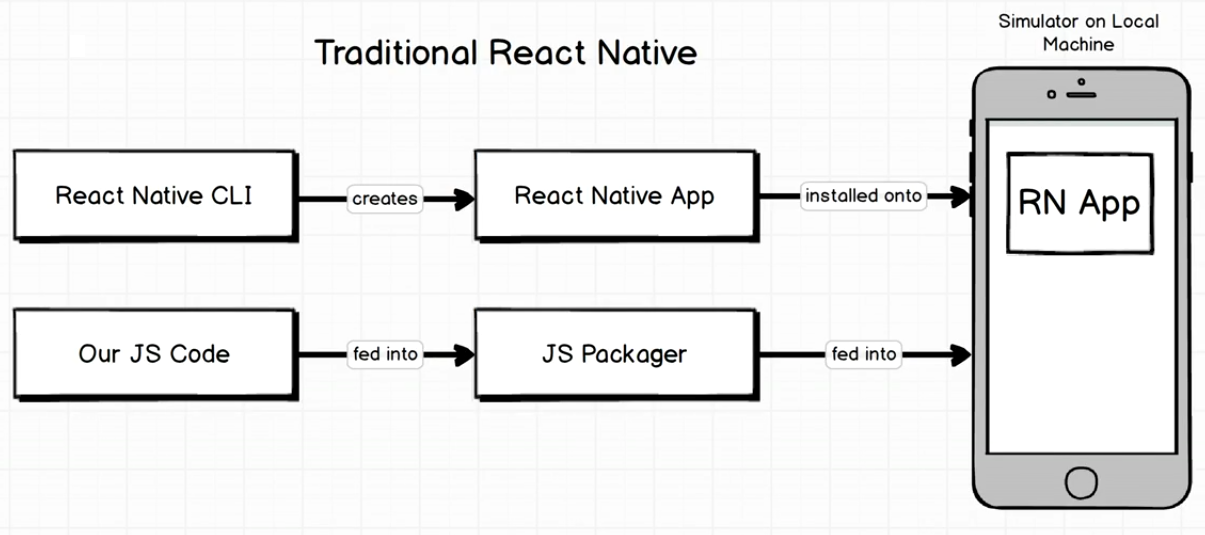 Simulator on Local
Machine
Traditional React Native
React Native CLI
creates
React Native App
installed onto
RN App
Our JS Code
fed into
JS Packager
fed into